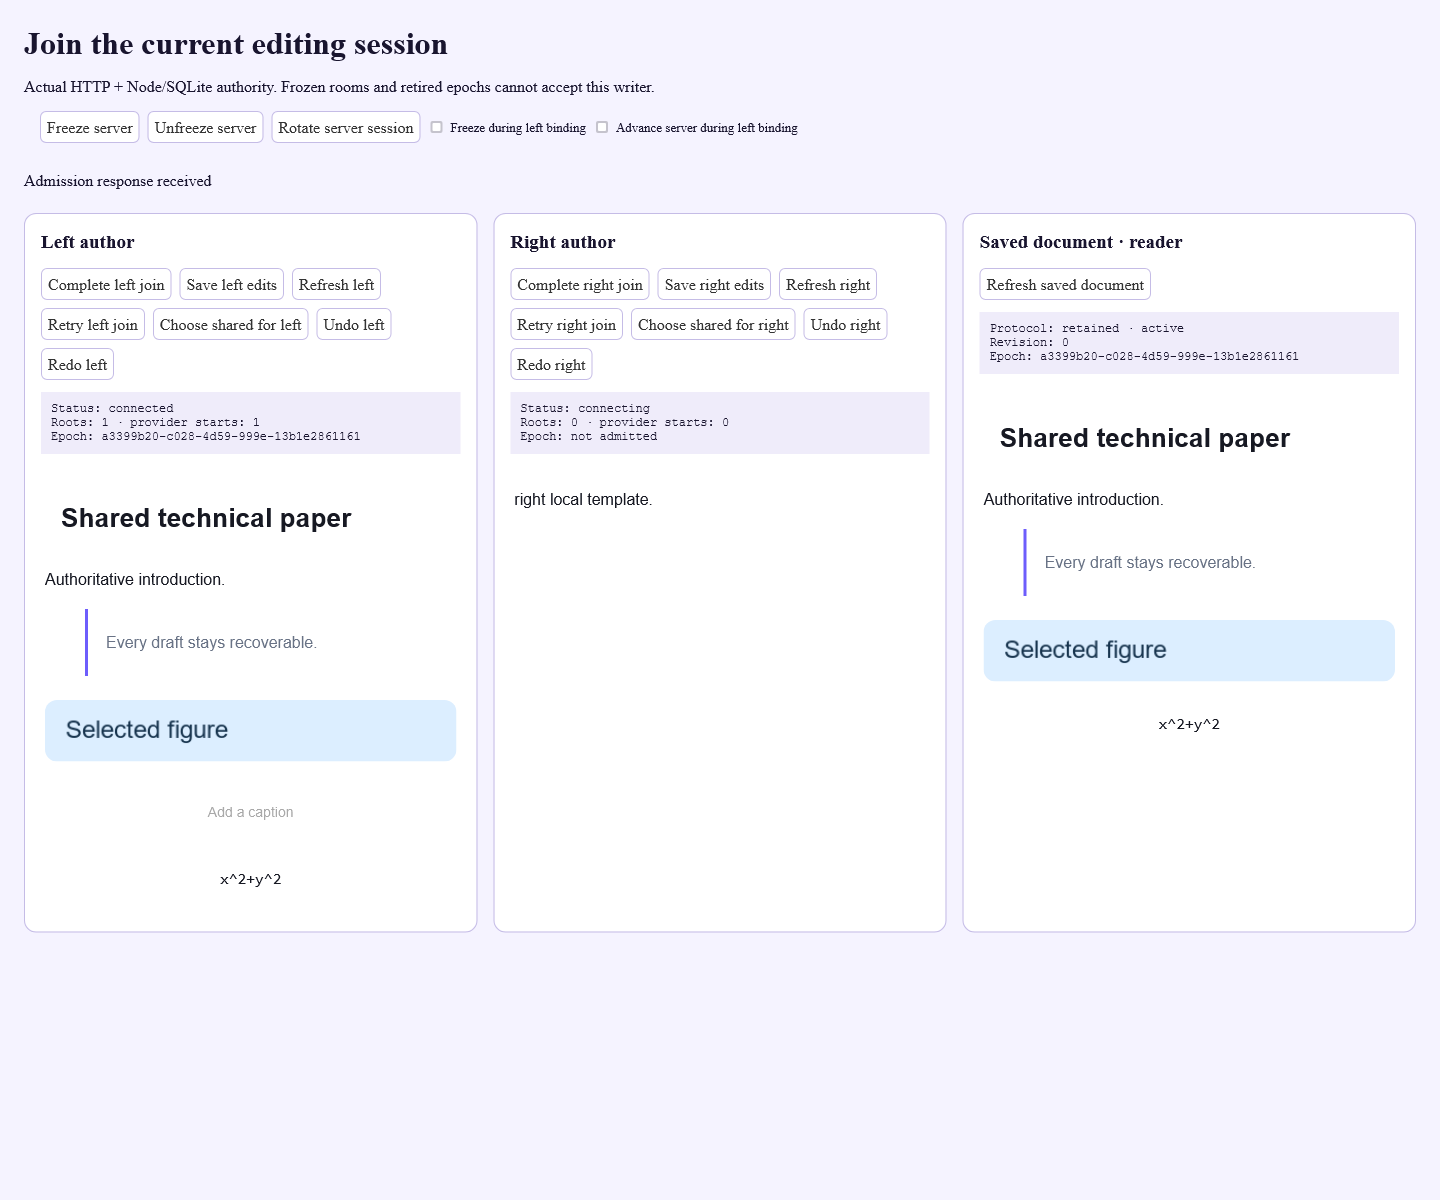 Join the current editing session
Actual HTTP + Node/SQLite authority. Frozen rooms and retired epochs cannot accept this writer.
Freeze server Unfreeze server Rotate server session Freeze during left binding Advance server during left binding
Admission response received
Left author
Complete left join Save left edits Refresh left
Retry left join Choose shared for left Undo left
Redo left
Status: connected
Roots: 1 · provider starts: 1
Epoch: a3399b20-c028-4d59-999e-13b1e2861161
Shared technical paper
Authoritative introduction.
Every draft stays recoverable.
Selected figure
Add a caption
x^2+y^2
Right author
Complete right join Save right edits Refresh right
Retry right join Choose shared for right Undo right
Redo right
Status: connecting
Roots: 0 · provider starts: 0
Epoch: not admitted
right local template.
Saved document · reader
Refresh saved document
Protocol: retained · active
Revision: 0
Epoch: a3399b20-c028-4d59-999e-13b1e2861161
Shared technical paper
Authoritative introduction.
Every draft stays recoverable.
Selected figure
x^2+y^2